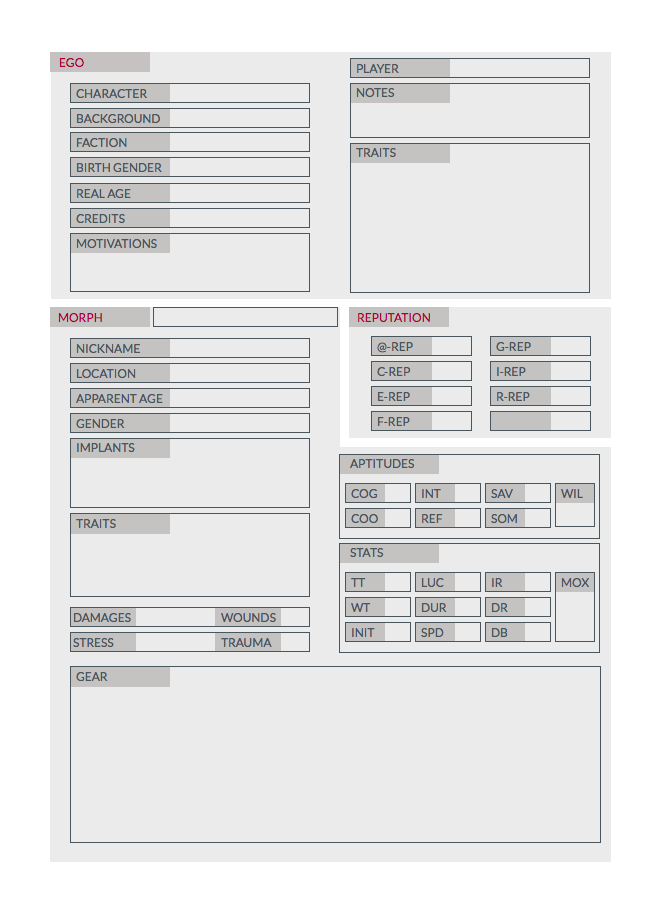 EGO
CHARACTER
BACKGROUND
FACTION
BIRTH GENDER
REAL AGE
CREDITS
MOTIVATIONS
PLAYER
NOTES
TRAITS
MORPH
NICKNAME
LOCATION
APPARENT AGE
GENDER
IMPLANTS
TRAITS
DAMAGES WOUNDS
STRESS TRAUMA
REPUTATION
@-REP G-REP
C-REP I-REP
E-REP R-REP
F-REP
APTITUDES
COG INT SAV WIL
COO REF SOM
STATS
TT LUC IR MOX
WT DUR DR
INIT SPD DB
GEAR